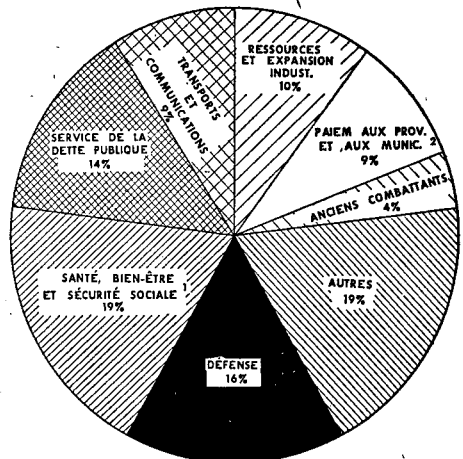 RESSOURCES
ET EXPANSION
INDUST.
10%
PAIEM AUX PROV.
ET AUX MUNIC. 2
9%
ANCIENS COMBATTANTS
4%
AUTRES
19%
DÉFENSE
16%
SANTÉ, BIEN-ÊTRE
ET SÉCURITÉ SOCIALE 1
19%
SERVICE DE LA
DETTE PUBLIQUE
14%
TRANSPORTS
ET
COMMUNICATIONS
9%